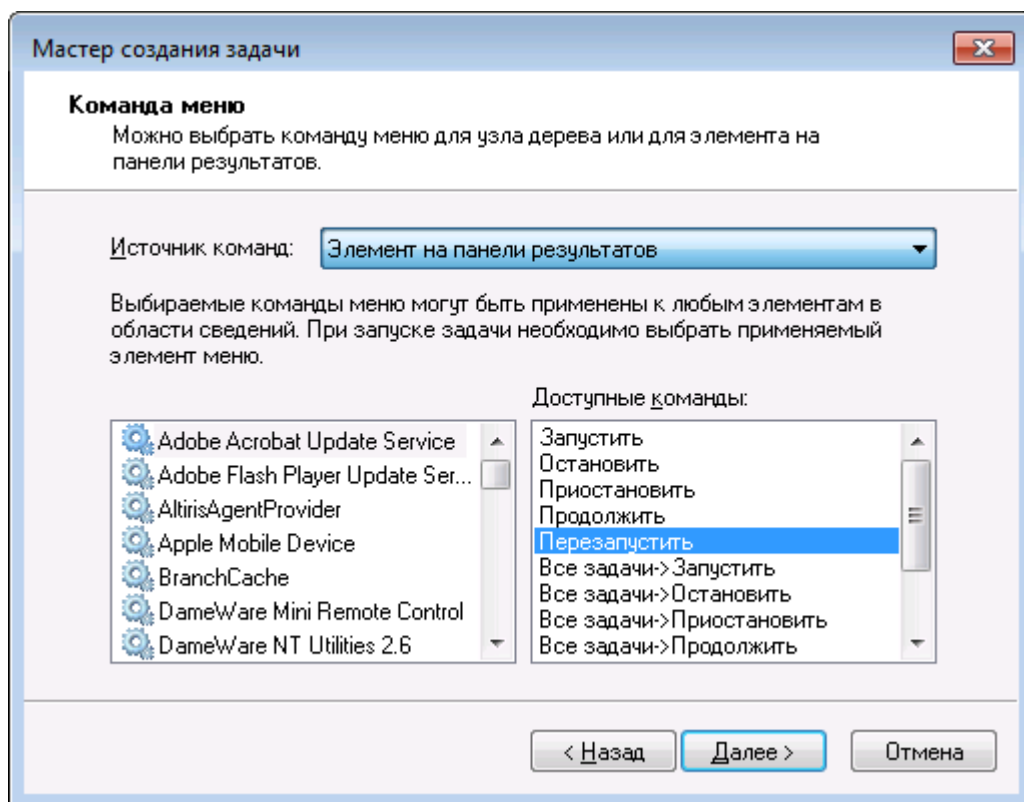 Мастер создания задачи
Команда меню
Можно выбрать команду меню для узла дерева или для элемента на
панели результатов.
Источник команд: Элемент на панели результатов
Выбираемые команды меню могут быть применены к любым элементам в
области сведений. При запуске задачи необходимо выбрать применяемый
элемент меню.
Доступные команды:
Adobe Acrobat Update Service
Adobe Flash Player Update Ser...
AltirisAgentProvider
Apple Mobile Device
BranchCache
DameWare Mini Remote Control
DameWare NT Utilities 2.6
Запустить
Остановить
Приостановить
Продолжить
Перезапустить
Все задачи->Запустить
Все задачи->Остановить
Все задачи->Приостановить
Все задачи->Продолжить
< Назад
Далее >
Отмена